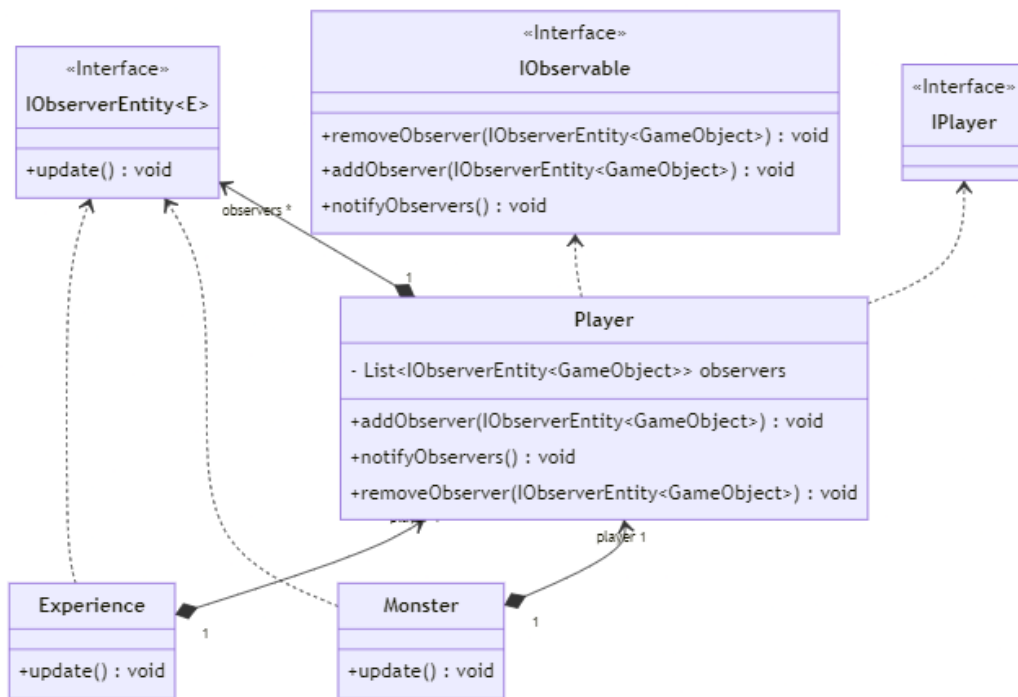 «Interface»
IObserverEntity<E>
+update() : void
«Interface»
IObservable
+removeObserver(IObserverEntity<GameObject>) : void
+addObserver(IObserverEntity<GameObject>) : void
+notifyObservers() : void
«Interface»
IPlayer
observers *
1
Player
- List<IObserverEntity<GameObject>> observers
+addObserver(IObserverEntity<GameObject>) : void
+notifyObservers() : void
+removeObserver(IObserverEntity<GameObject>) : void
player 1
Experience
+update() : void
1
Monster
+update() : void
1